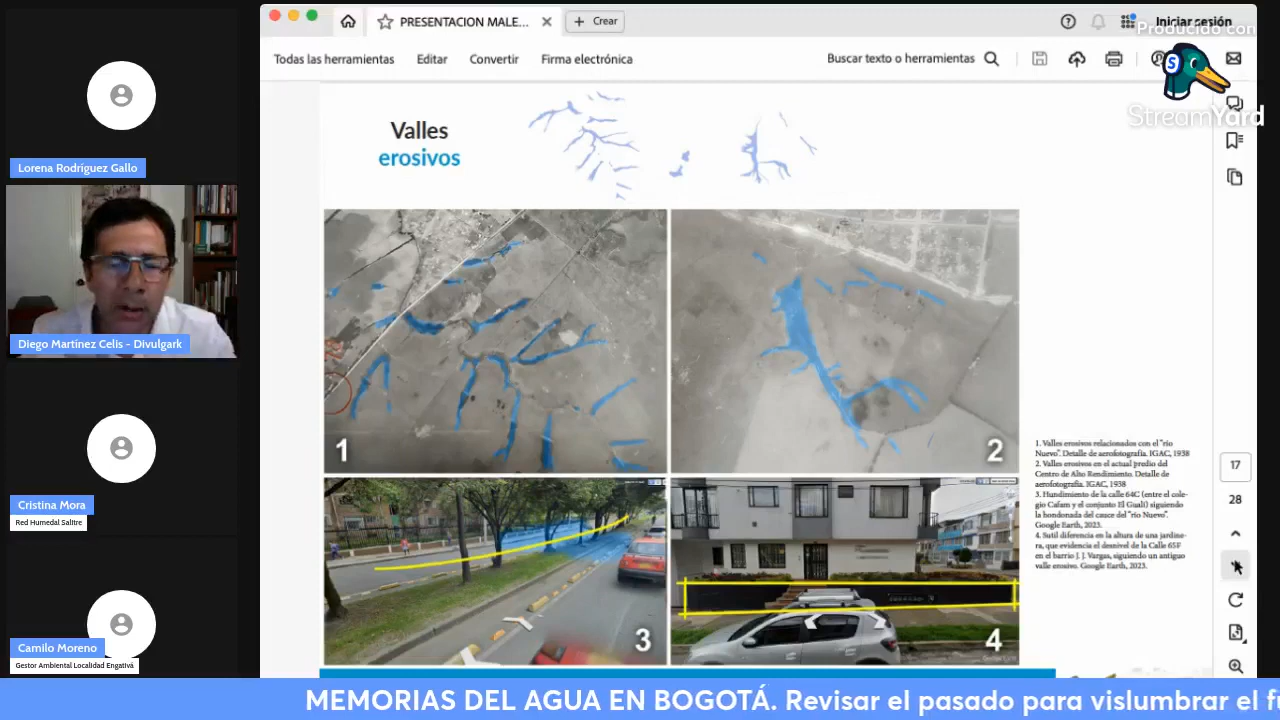 PRESENTACION MALE...
Crear
Iniciar sesión
Producido con
Todas las herramientas
Editar
Convertir
Firma electrónica
Buscar texto o herramientas
StreamYard
Valles
erosivos
Lorena Rodríguez Gallo
Diego Martínez Celis - Divulgark
Cristina Mora
Red Humedal Salitre
Camilo Moreno
Gestor Ambiental Localidad Engativá
1
2
3
4
1. Valles erosivos relacionados con el "río
Nuevo". Detalle de aerofotografía. IGAC, 1938
2. Valles erosivos en el actual predio del
Centro de Alto Rendimiento. Detalle de
aerofotografía. IGAC, 1938
3. Hundimiento de la calle 64C (entre el cole-
gio Cafam y el conjunto El Gualí) siguiendo
la hondonada del cauce del "río Nuevo".
Google Earth, 2023.
4. Sutil diferencia en la altura de una jardine-
ra, que evidencia el desnivel de la Calle 65F
en el barrio J. J. Vargas, siguiendo un antiguo
valle erosivo. Google Earth, 2023.
17
28
MEMORIAS DEL AGUA EN BOGOTÁ. Revisar el pasado para vislumbrar el fu